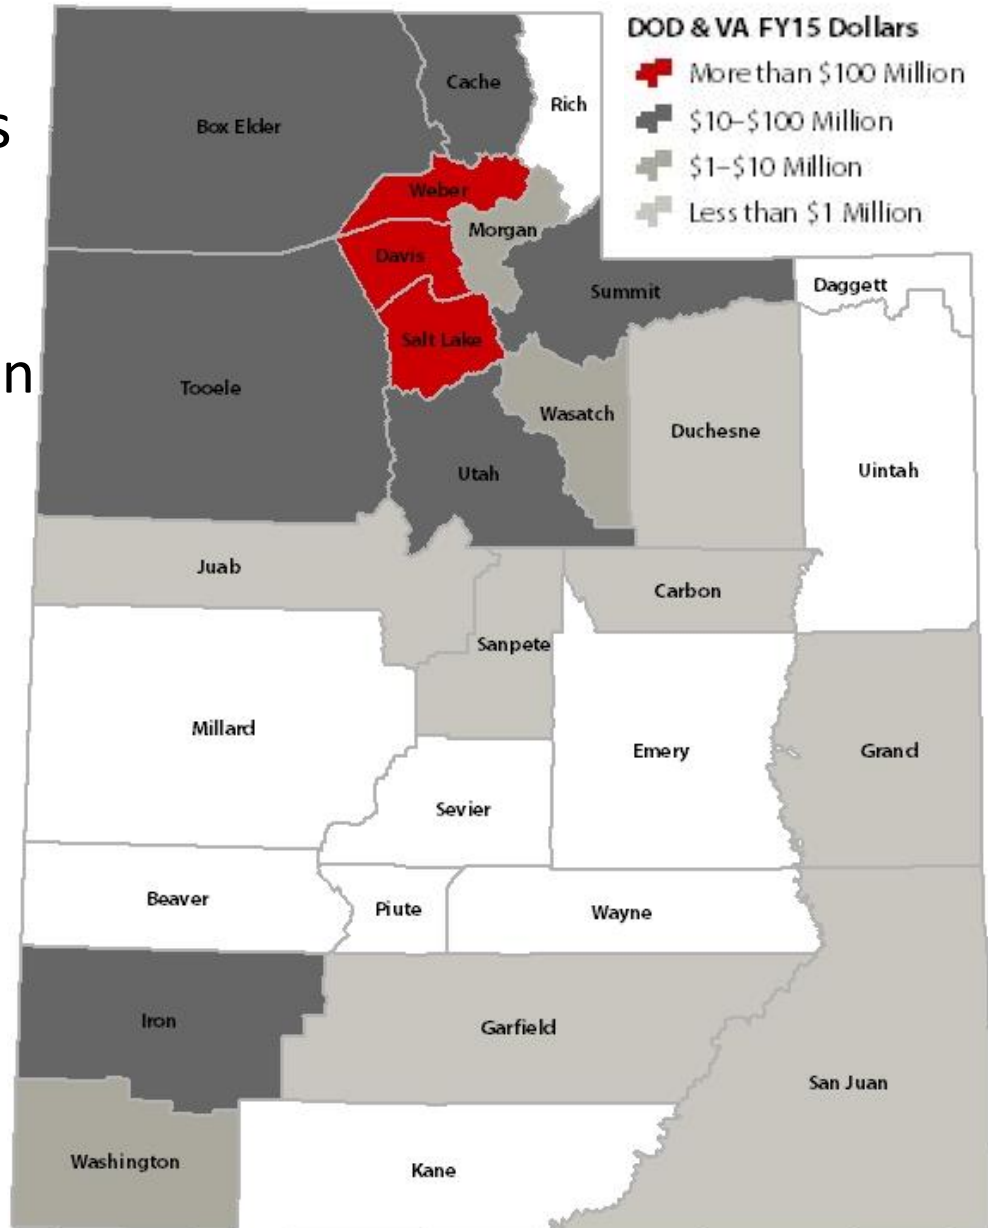 DOD & VA FY15 Dollars
More than $100 Million
$10–$100 Million
$1–$10 Million
Less than $1 Million
s
n
Cache
Rich
Box Elder
Weber
Morgan
Davis
Summit
Daggett
Salt Lake
Tooele
Wasatch
Duchesne
Utah
Uintah
Juab
Carbon
Sanpete
Millard
Emery
Grand
Sevier
Beaver
Piute
Wayne
Iron
Garfield
San Juan
Washington
Kane